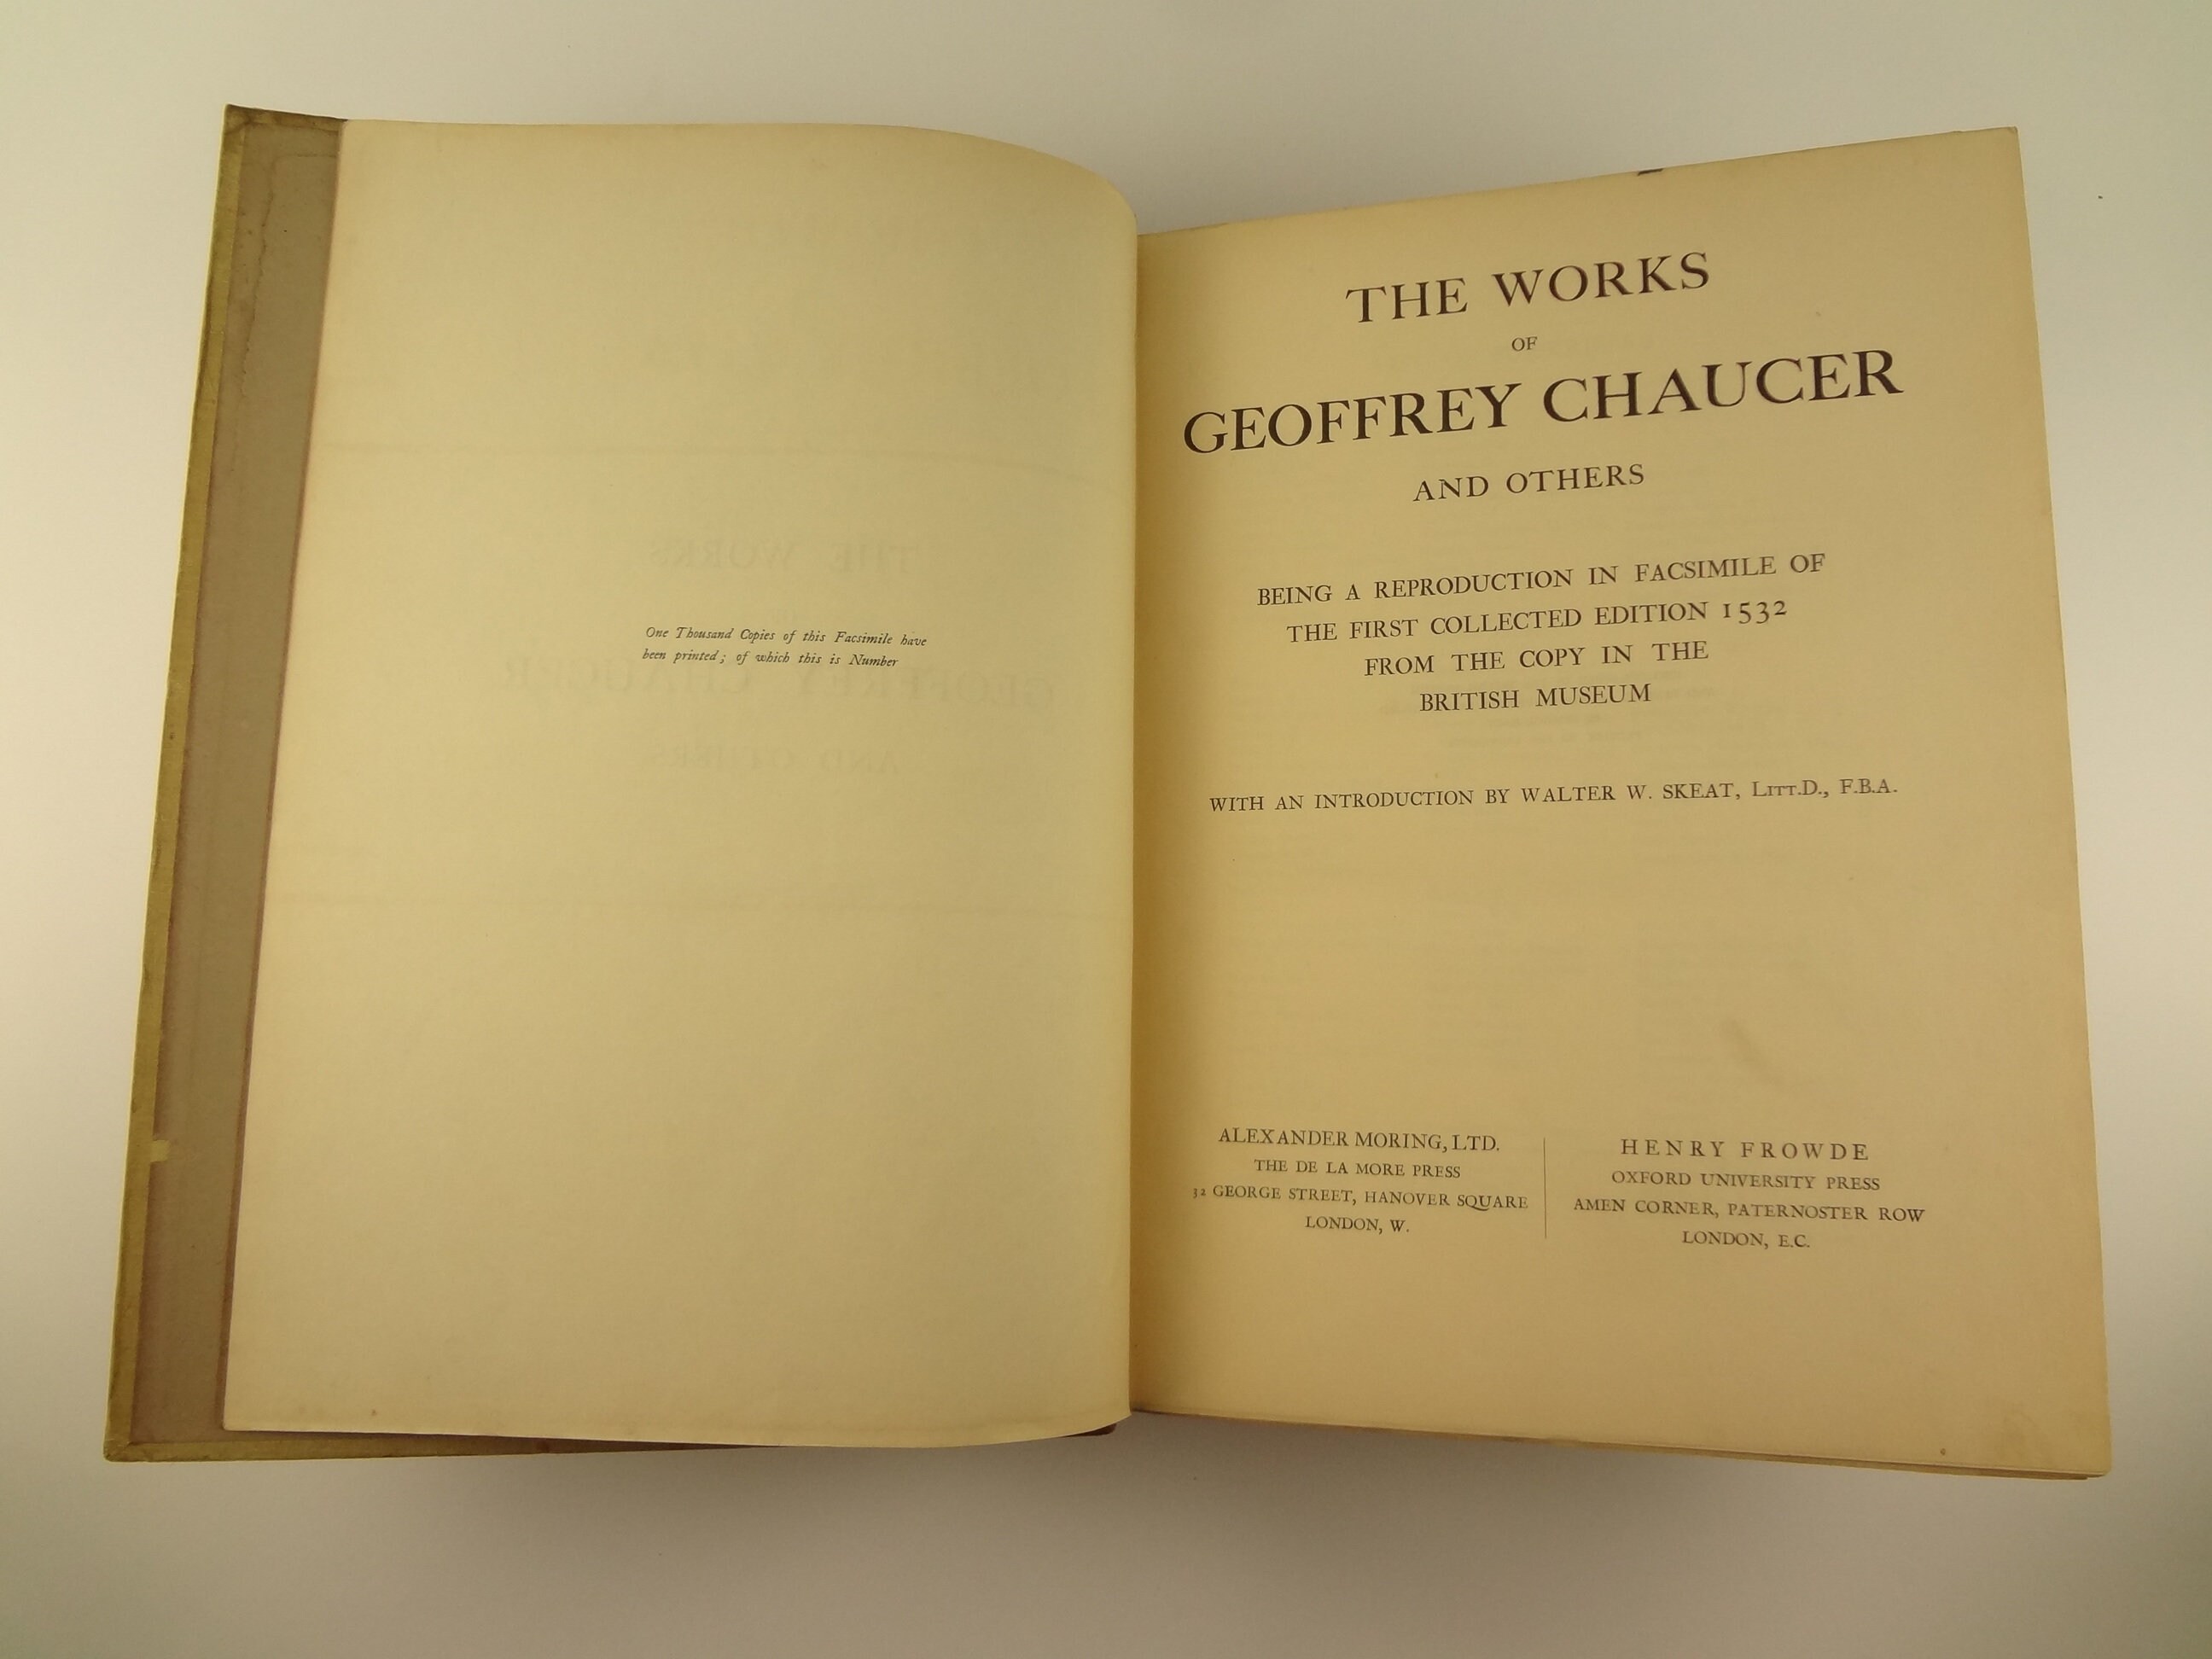 One Thousand Copies of this Facsimile have
been printed; of which this is Number
THE WORKS
OF
GEOFFREY CHAUCER
AND OTHERS
BEING A REPRODUCTION IN FACSIMILE OF
THE FIRST COLLECTED EDITION 1532
FROM THE COPY IN THE
BRITISH MUSEUM
WITH AN INTRODUCTION BY WALTER W. SKEAT, LITT.D., F.B.A.
ALEXANDER MORING, LTD.
THE DE LA MORE PRESS
32 GEORGE STREET, HANOVER SQUARE
LONDON, W.
HENRY FROWDE
OXFORD UNIVERSITY PRESS
AMEN CORNER, PATERNOSTER ROW
LONDON, E.C.